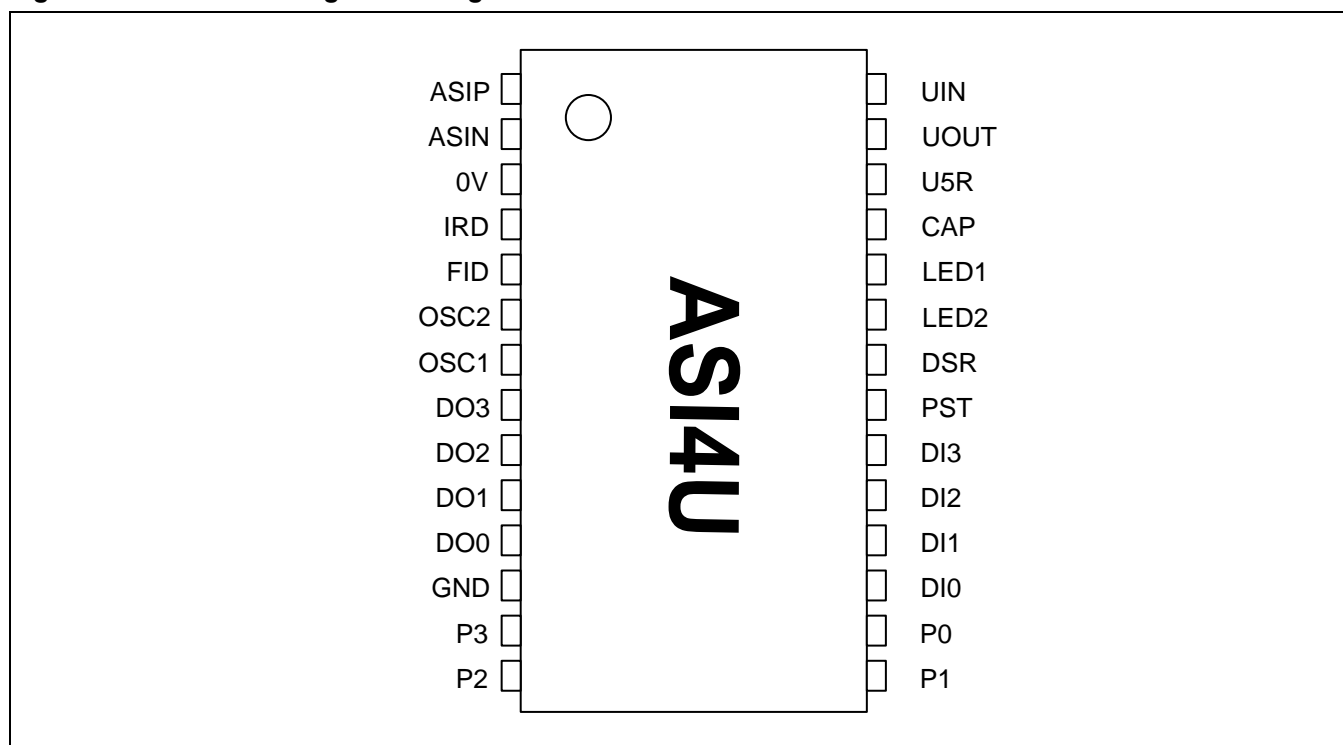 ASIP
ASIN
0V
IRD
FID
OSC2
OSC1
DO3
DO2
DO1
DO0
GND
P3
P2
ASI4U
UIN
UOUT
U5R
CAP
LED1
LED2
DSR
PST
DI3
DI2
DI1
DI0
P0
P1